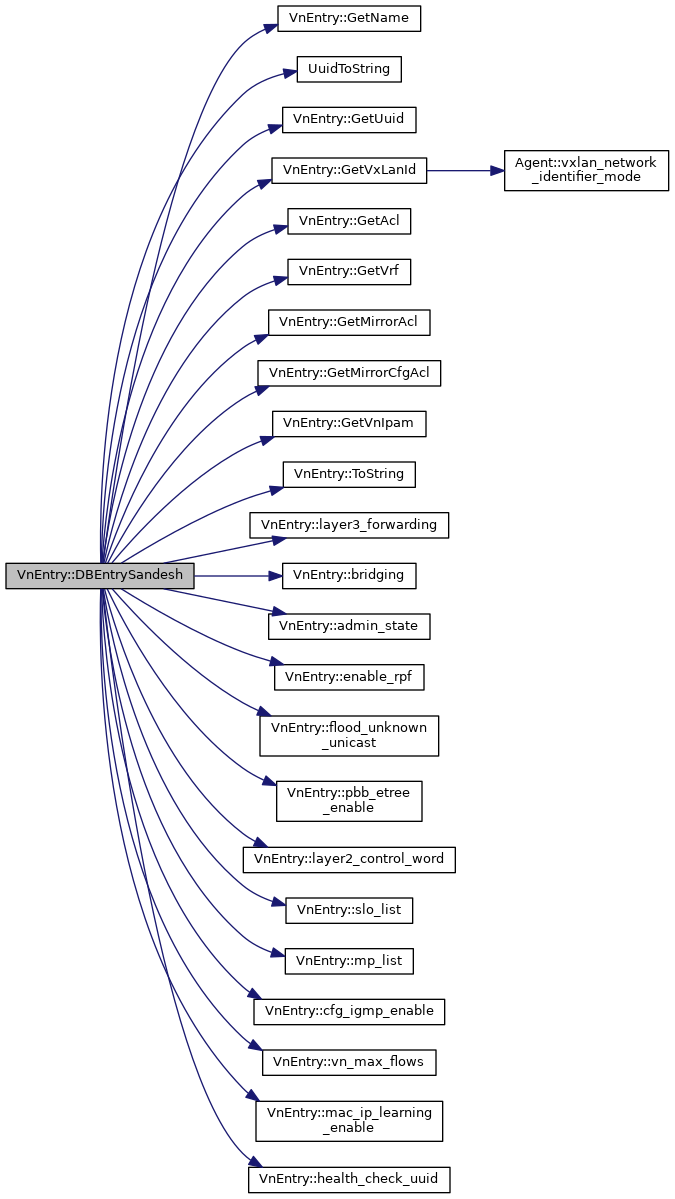 VnEntry::GetName
UuidToString
VnEntry::GetUuid
VnEntry::GetVxLanId
Agent::vxlan_network
_identifier_mode
VnEntry::GetAcl
VnEntry::GetVrf
VnEntry::GetMirrorAcl
VnEntry::GetMirrorCfgAcl
VnEntry::GetVnIpam
VnEntry::ToString
VnEntry::layer3_forwarding
VnEntry::DBEntrySandesh
VnEntry::bridging
VnEntry::admin_state
VnEntry::enable_rpf
VnEntry::flood_unknown
_unicast
VnEntry::pbb_etree
_enable
VnEntry::layer2_control_word
VnEntry::slo_list
VnEntry::mp_list
VnEntry::cfg_igmp_enable
VnEntry::vn_max_flows
VnEntry::mac_ip_learning
_enable
VnEntry::health_check_uuid